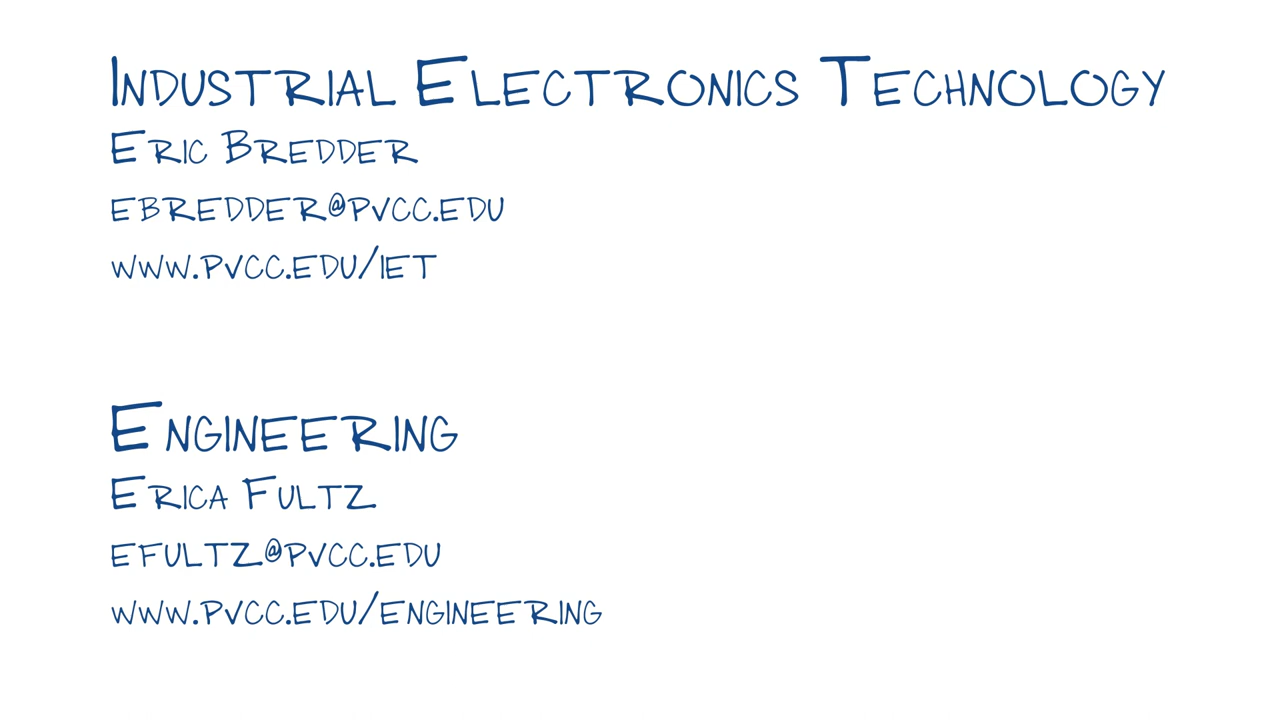 Industrial Electronics Technology
Eric Bredder
ebredder@pvcc.edu
www.pvcc.edu/iet
Engineering
Erica Fultz
efultz@pvcc.edu
www.pvcc.edu/engineering